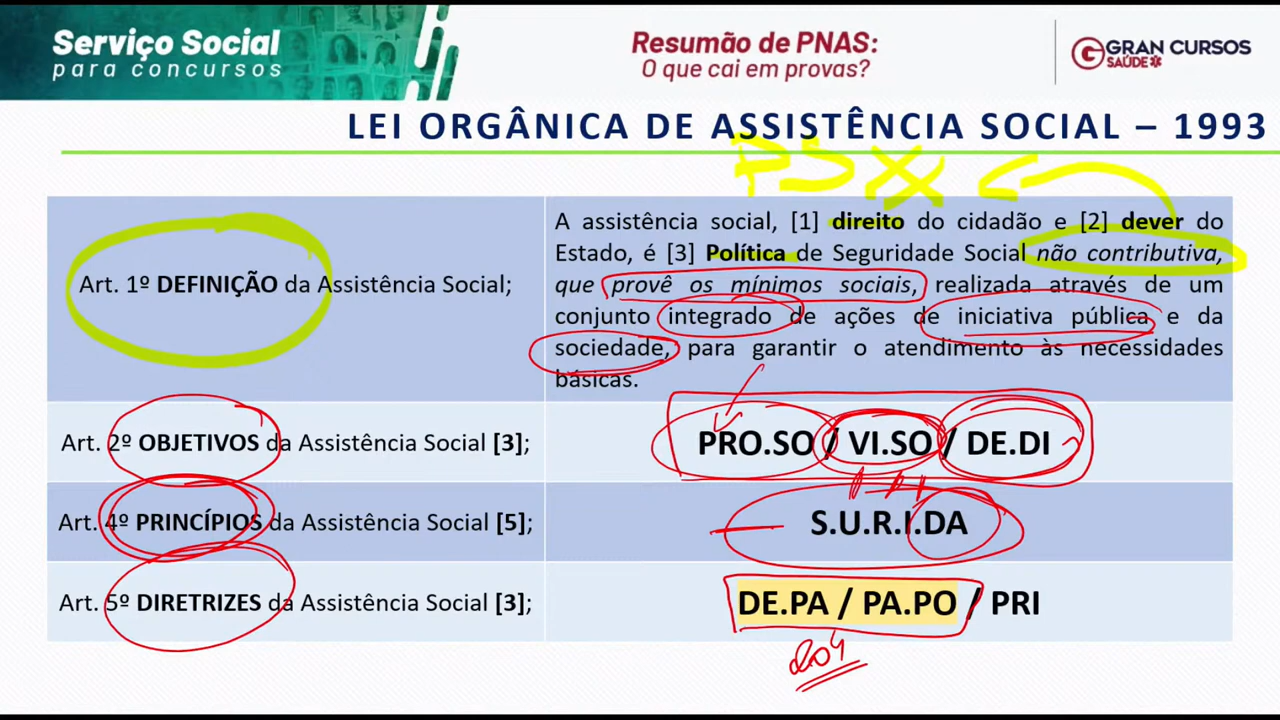 Serviço Social
para concursos
Resumão de PNAS:
O que cai em provas?
GRAN CURSOS
SAÚDE
LEI ORGÂNICA DE ASSISTÊNCIA SOCIAL – 1993
Art. 1º DEFINIÇÃO da Assistência Social;
A assistência social, [1] direito do cidadão e [2] dever do
Estado, é [3] Política de Seguridade Social não contributiva,
que provê os mínimos sociais, realizada através de um
conjunto integrado de ações de iniciativa pública e da
sociedade, para garantir o atendimento às necessidades
básicas.
Art. 2º OBJETIVOS da Assistência Social [3];
PRO.SO / VI.SO / DE.DI
Art. 4º PRINCÍPIOS da Assistência Social [5];
S.U.R.I.DA
Art. 5º DIRETRIZES da Assistência Social [3];
DE.PA / PA.PO / PRI